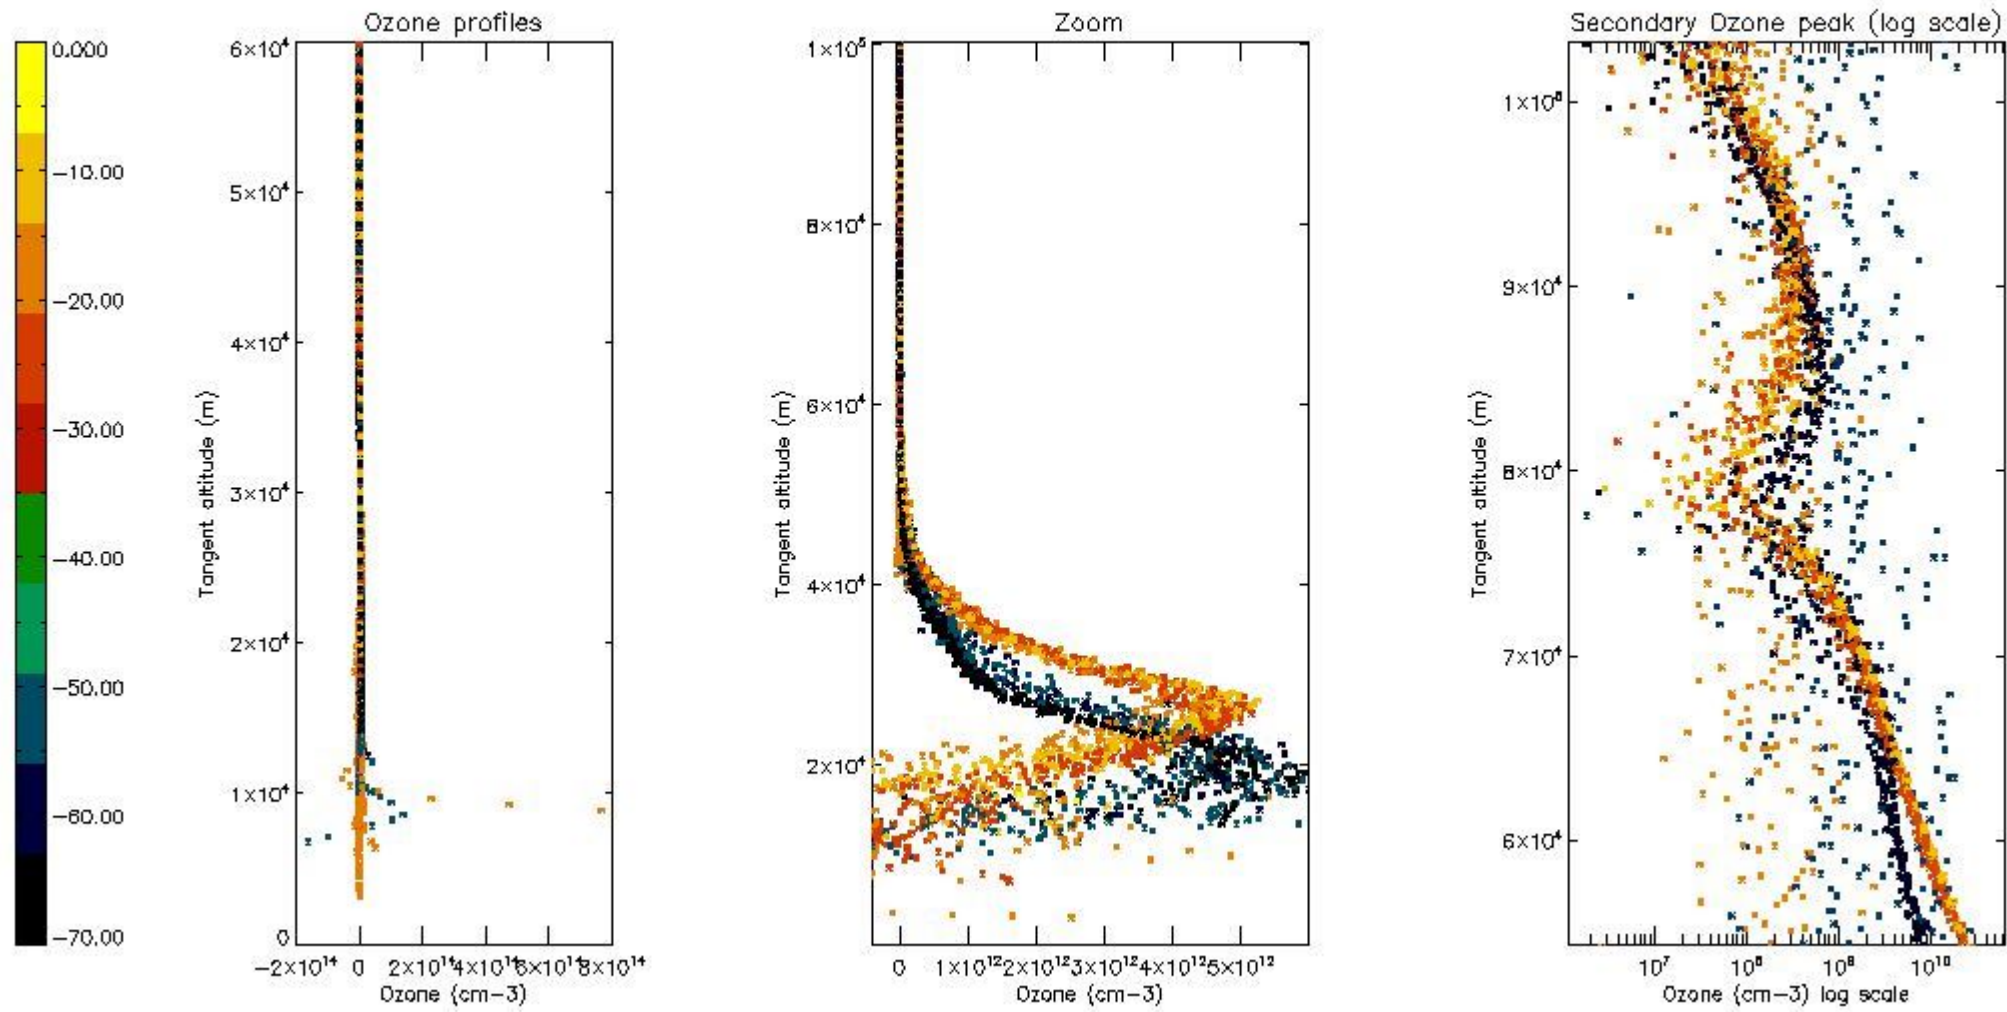 Ozone profiles
Zoom
Secondary Ozone peak (log scale)
0.000
−10.00
−20.00
−30.00
−40.00
−50.00
−60.00
−70.00
6×10⁴
5×10⁴
4×10⁴
3×10⁴
2×10⁴
1×10⁴
0
Tangent altitude (m)
−2×10¹⁴ 0 2×10¹⁴ 4×10¹⁴ 6×10¹⁴ 8×10¹⁴
Ozone (cm−3)
1×10⁵
8×10⁴
6×10⁴
4×10⁴
2×10⁴
Tangent altitude (m)
0 1×10¹² 2×10¹² 3×10¹² 4×10¹² 5×10¹²
Ozone (cm−3)
1×10⁵
9×10⁴
8×10⁴
7×10⁴
6×10⁴
Tangent altitude (m)
10⁷ 10⁸ 10⁹ 10¹⁰
Ozone (cm−3) log scale